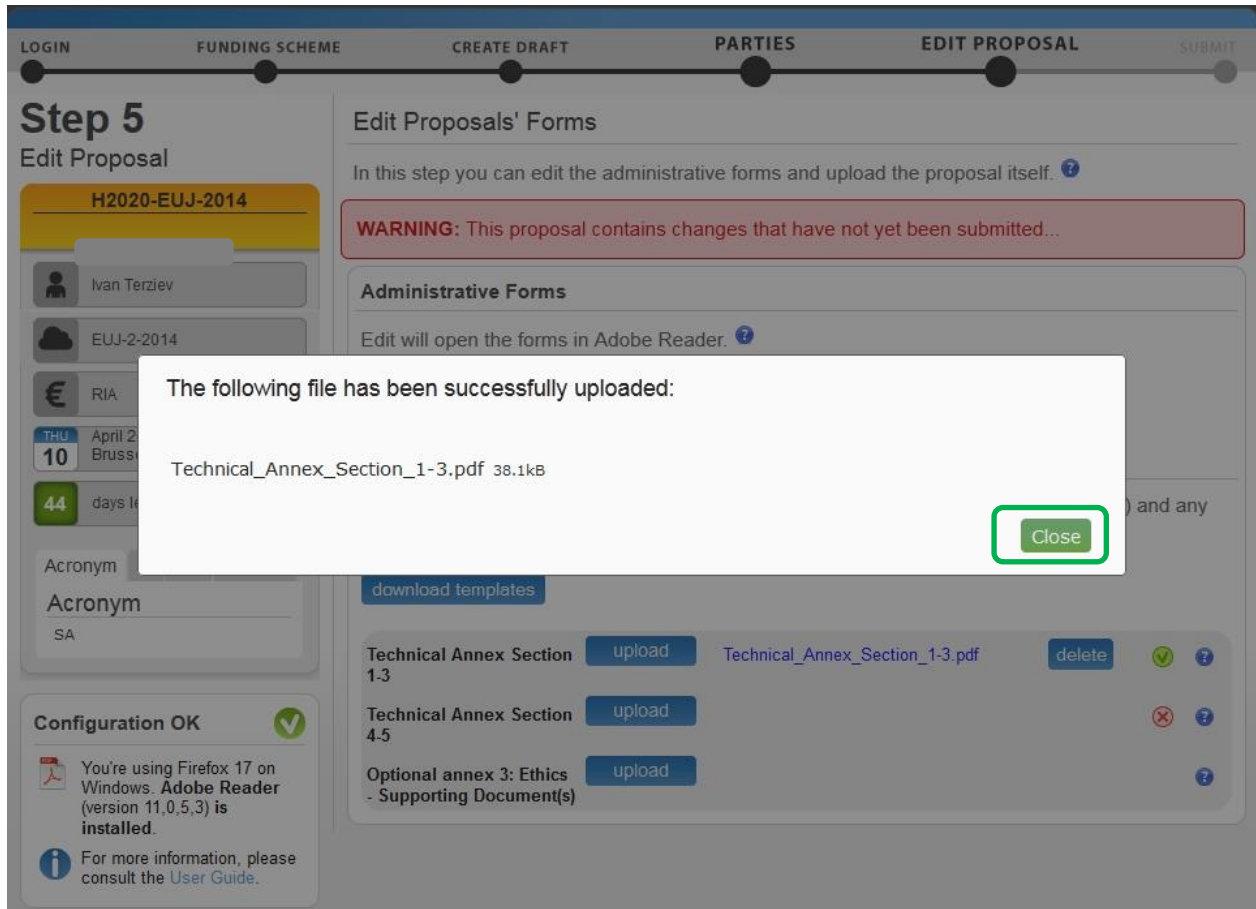 LOGIN
FUNDING SCHEME
CREATE DRAFT
PARTIES
EDIT PROPOSAL
SUBMIT
Step 5
Edit Proposal
H2020-EUJ-2014
Ivan Terziev
EUJ-2-2014
€ RIA
THU
10
April 2
Brusse
44 days le
Acronym
Acronym
SA
Configuration OK
You're using Firefox 17 on
Windows. Adobe Reader
(version 11,0,5,3) is
installed.
For more information, please
consult the User Guide.
Edit Proposals' Forms
In this step you can edit the administrative forms and upload the proposal itself. ?
WARNING: This proposal contains changes that have not yet been submitted...
Administrative Forms
Edit will open the forms in Adobe Reader. ?
The following file has been successfully uploaded:
Technical_Annex_Section_1-3.pdf 38.1kB
) and any
Close
download templates
Technical Annex Section
1-3
upload
Technical_Annex_Section_1-3.pdf
delete
?
Technical Annex Section
4-5
upload
?
Optional annex 3: Ethics
- Supporting Document(s)
upload
?